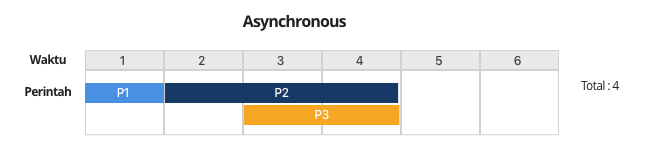 Asynchronous
Waktu 1 2 3 4 5 6
Perintah P1 P2 Total : 4
P3